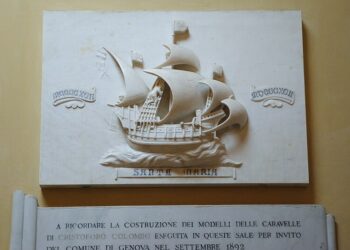 SANTA MARIA
A RICORDARE LA COSTRUZIONE DEI MODELLI DELLE CARAVELLE
DI CRISTOFORO COLOMBO ESEGUITA IN QUESTE SALE PER INVITO
DEL COMUNE DI GENOVA NEL SETTEMBRE 1892